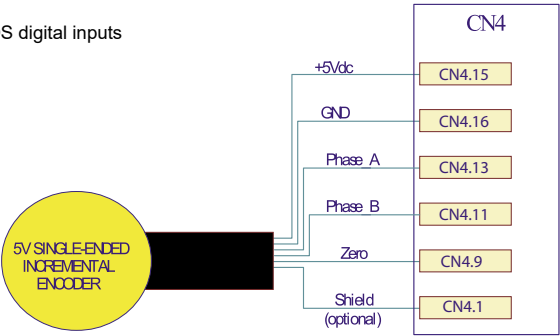 S digital inputs
CN4
+5Vdc
CN4.15
GND
CN4.16
Phase_A
CN4.13
Phase_B
CN4.11
Zero
CN4.9
Shield
(optional)
CN4.1
5V SINGLE-ENDED
INCREMENTAL
ENCODER